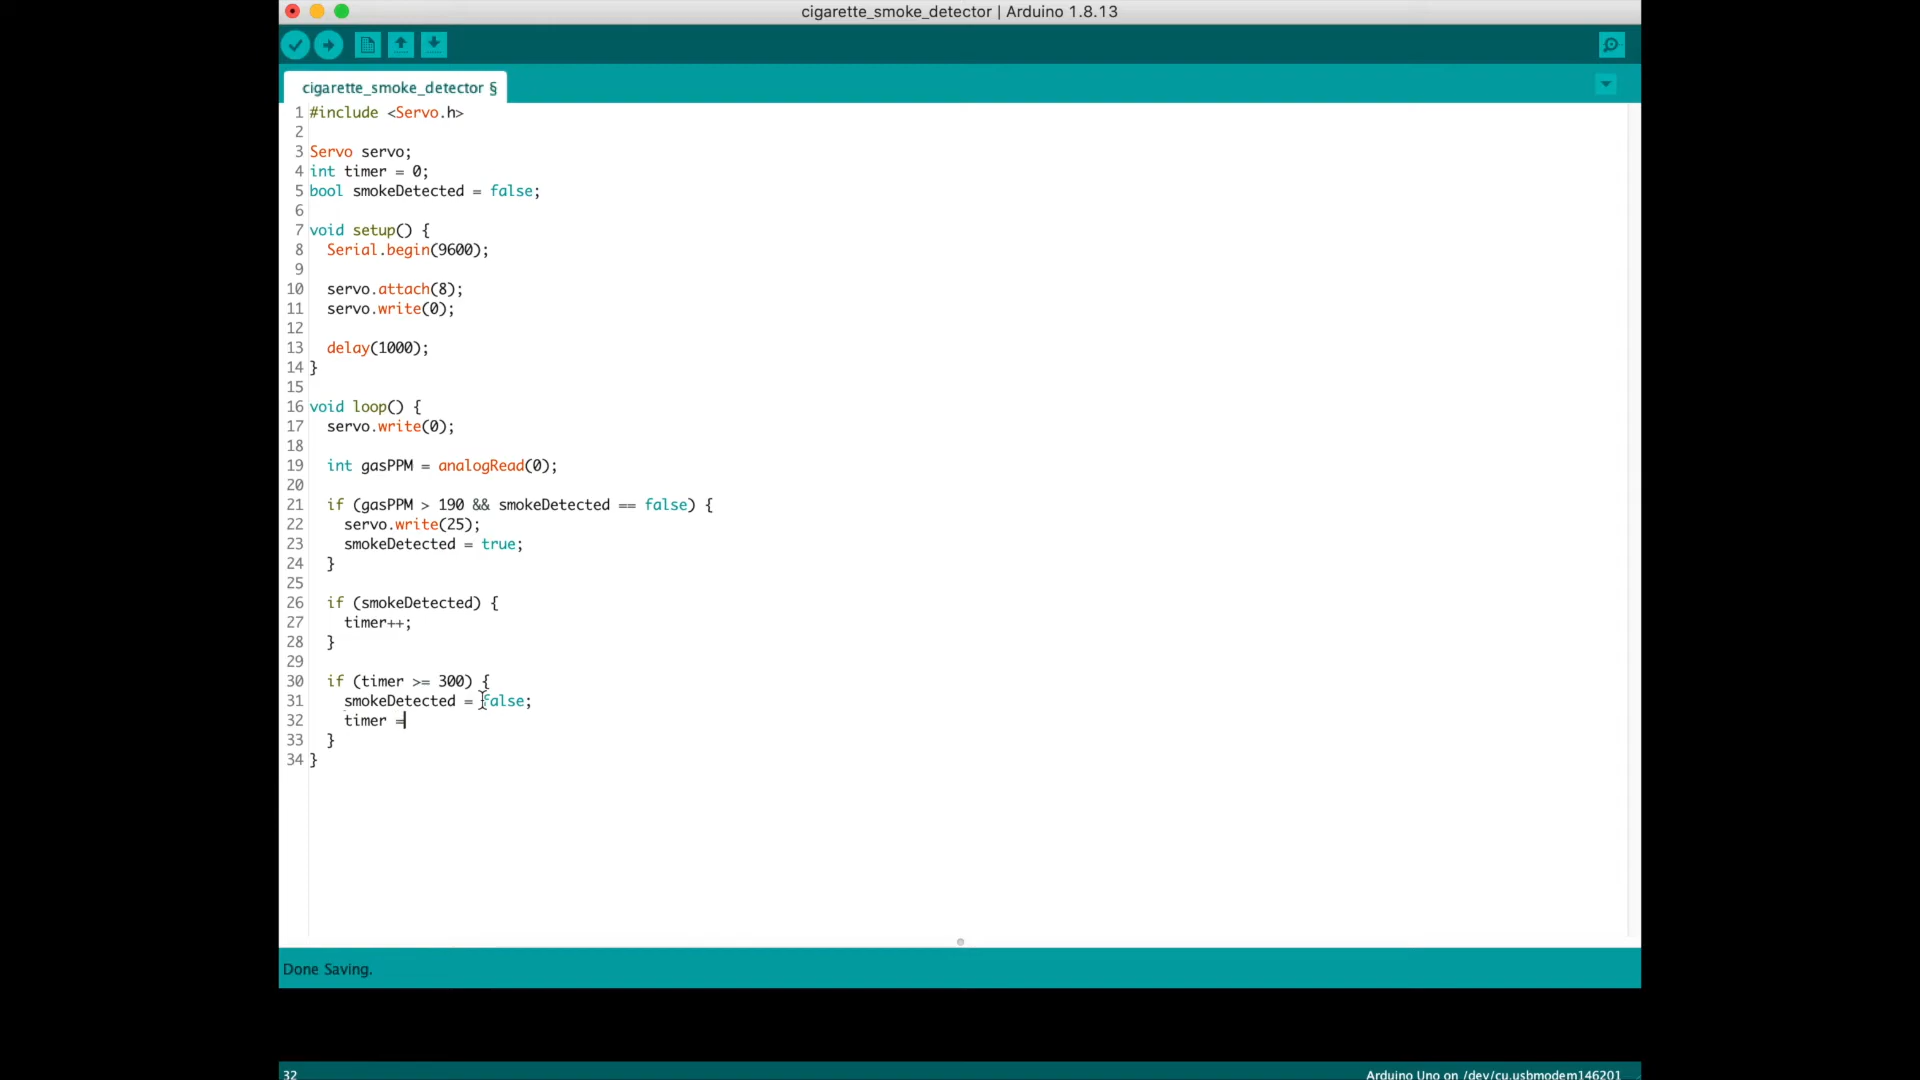 cigarette_smoke_detector | Arduino 1.8.13
cigarette_smoke_detector §
1 #include <Servo.h>
2
3 Servo servo;
4 int timer = 0;
5 bool smokeDetected = false;
6
7 void setup() {
8   Serial.begin(9600);
9
10   servo.attach(8);
11   servo.write(0);
12
13   delay(1000);
14 }
15
16 void loop() {
17   servo.write(0);
18
19   int gasPPM = analogRead(0);
20
21   if (gasPPM > 190 && smokeDetected == false) {
22     servo.write(25);
23     smokeDetected = true;
24   }
25
26   if (smokeDetected) {
27     timer++;
28   }
29
30   if (timer >= 300) {
31     smokeDetected = false;
32     timer =
33   }
34 }
Done Saving.
32
Arduino Uno on /dev/cu.usbmodem146201